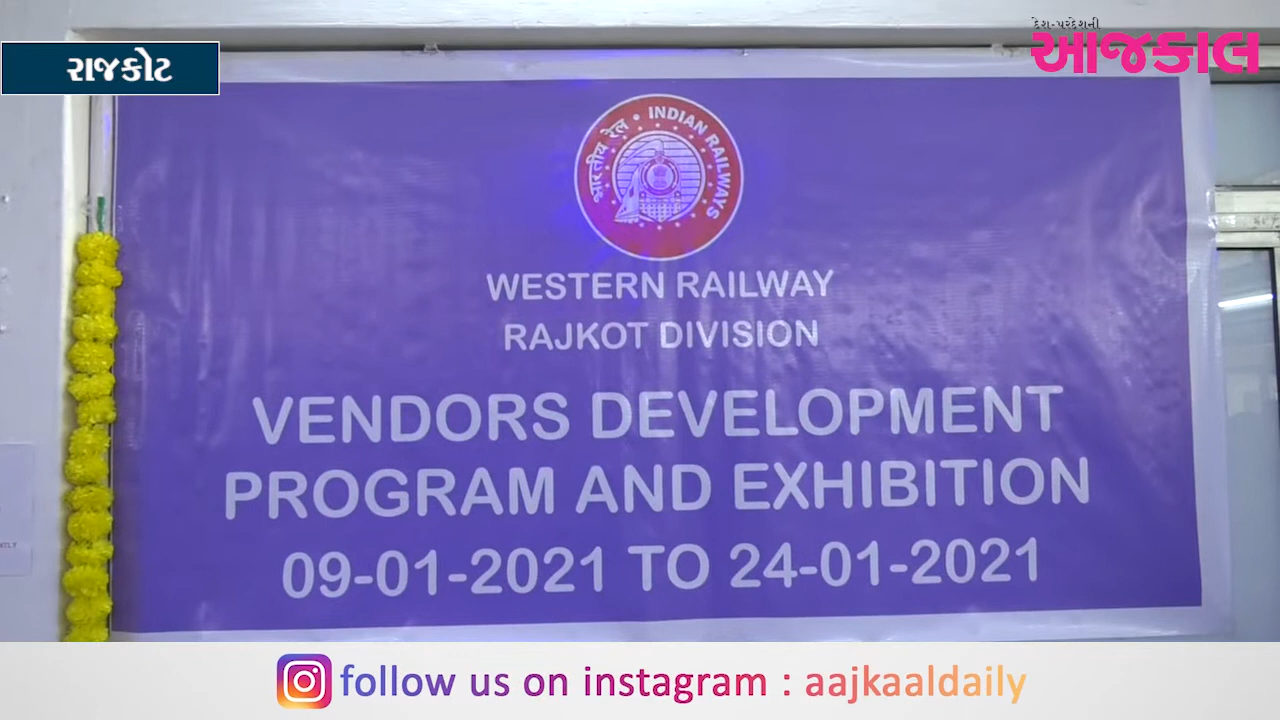 દેશ-પરદેશની
આજકાલ
રાજકોટ
भारतीय रेल • INDIAN RAILWAYS
WESTERN RAILWAY
RAJKOT DIVISION
VENDORS DEVELOPMENT
PROGRAM AND EXHIBITION
09-01-2021 TO 24-01-2021
follow us on instagram : aajkaaldaily